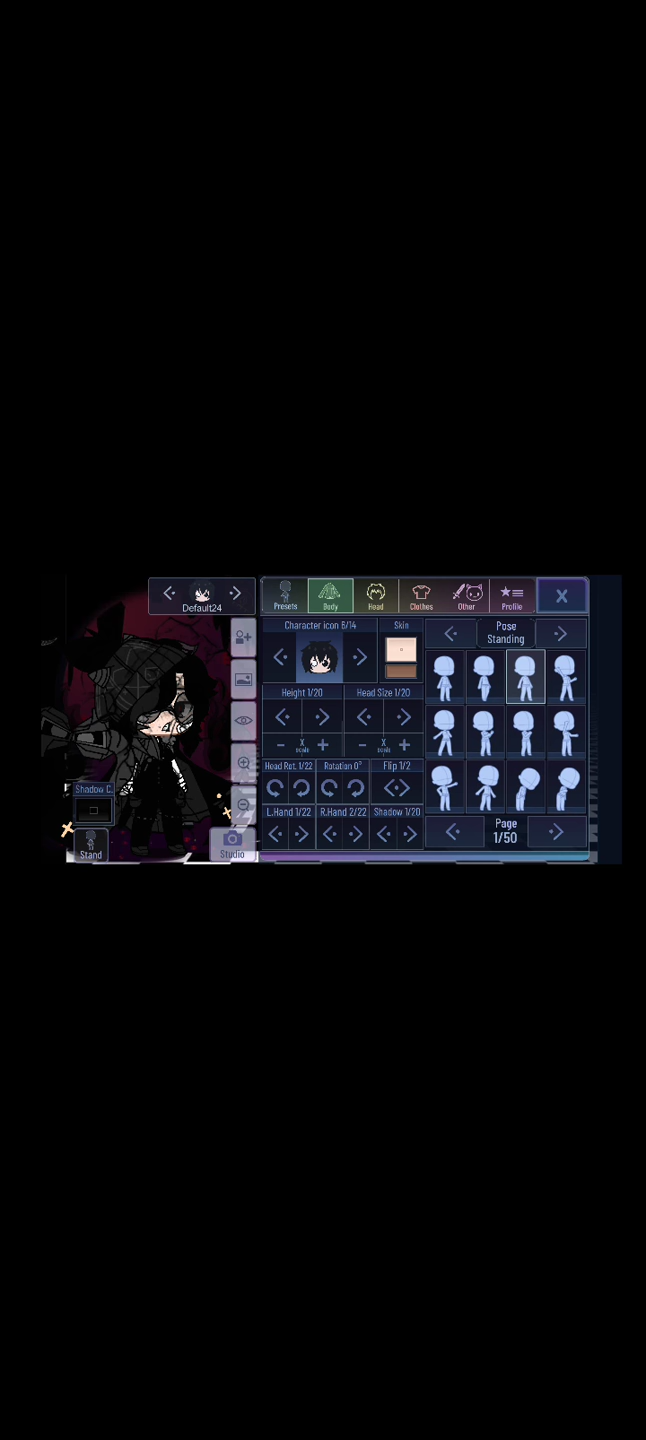 Default24
Presets
Body
Head
Clothes
Other
Profile
X
Character icon 8/14
Skin
Pose
Standing
Height 1/20
Head Size 1/20
Head Rot. 1/22
Rotation 0°
Flip 1/2
L.Hand 1/22
R.Hand 2/22
Shadow 1/20
Page
1/50
Shadow C.
Stand
Studio